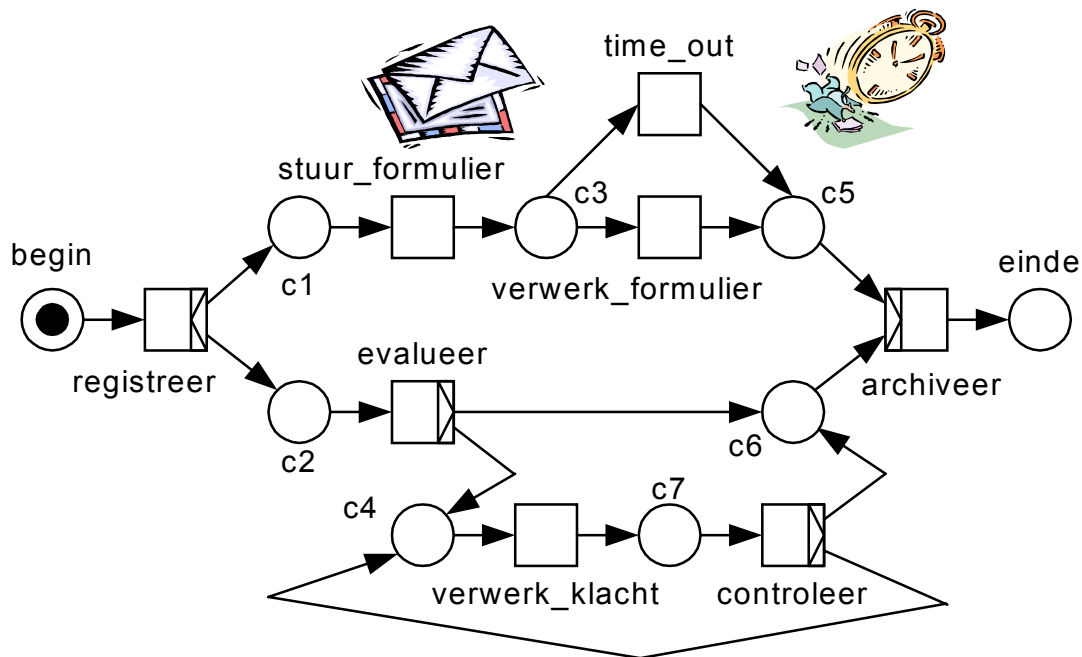 time_out
stuur_formulier
c3
c5
begin
einde
c1
verwerk_formulier
evalueer
registreer
archiveer
c2
c6
c4
c7
verwerk_klacht
controleer